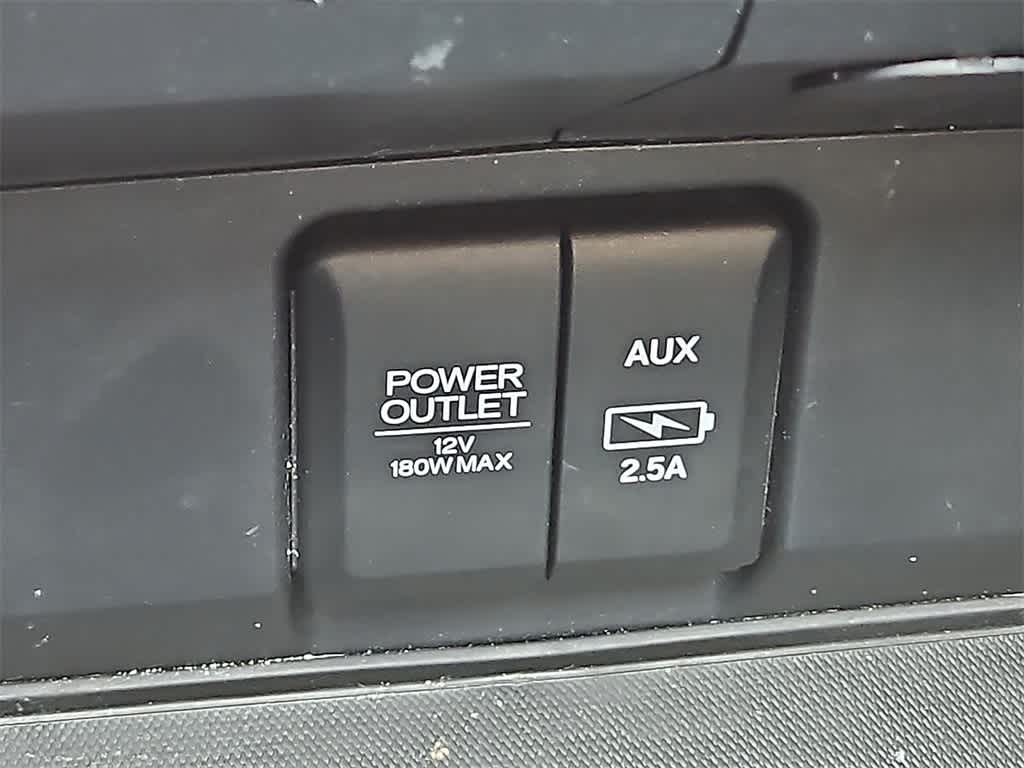 POWER
OUTLET
12V
180W MAX
AUX
2.5A